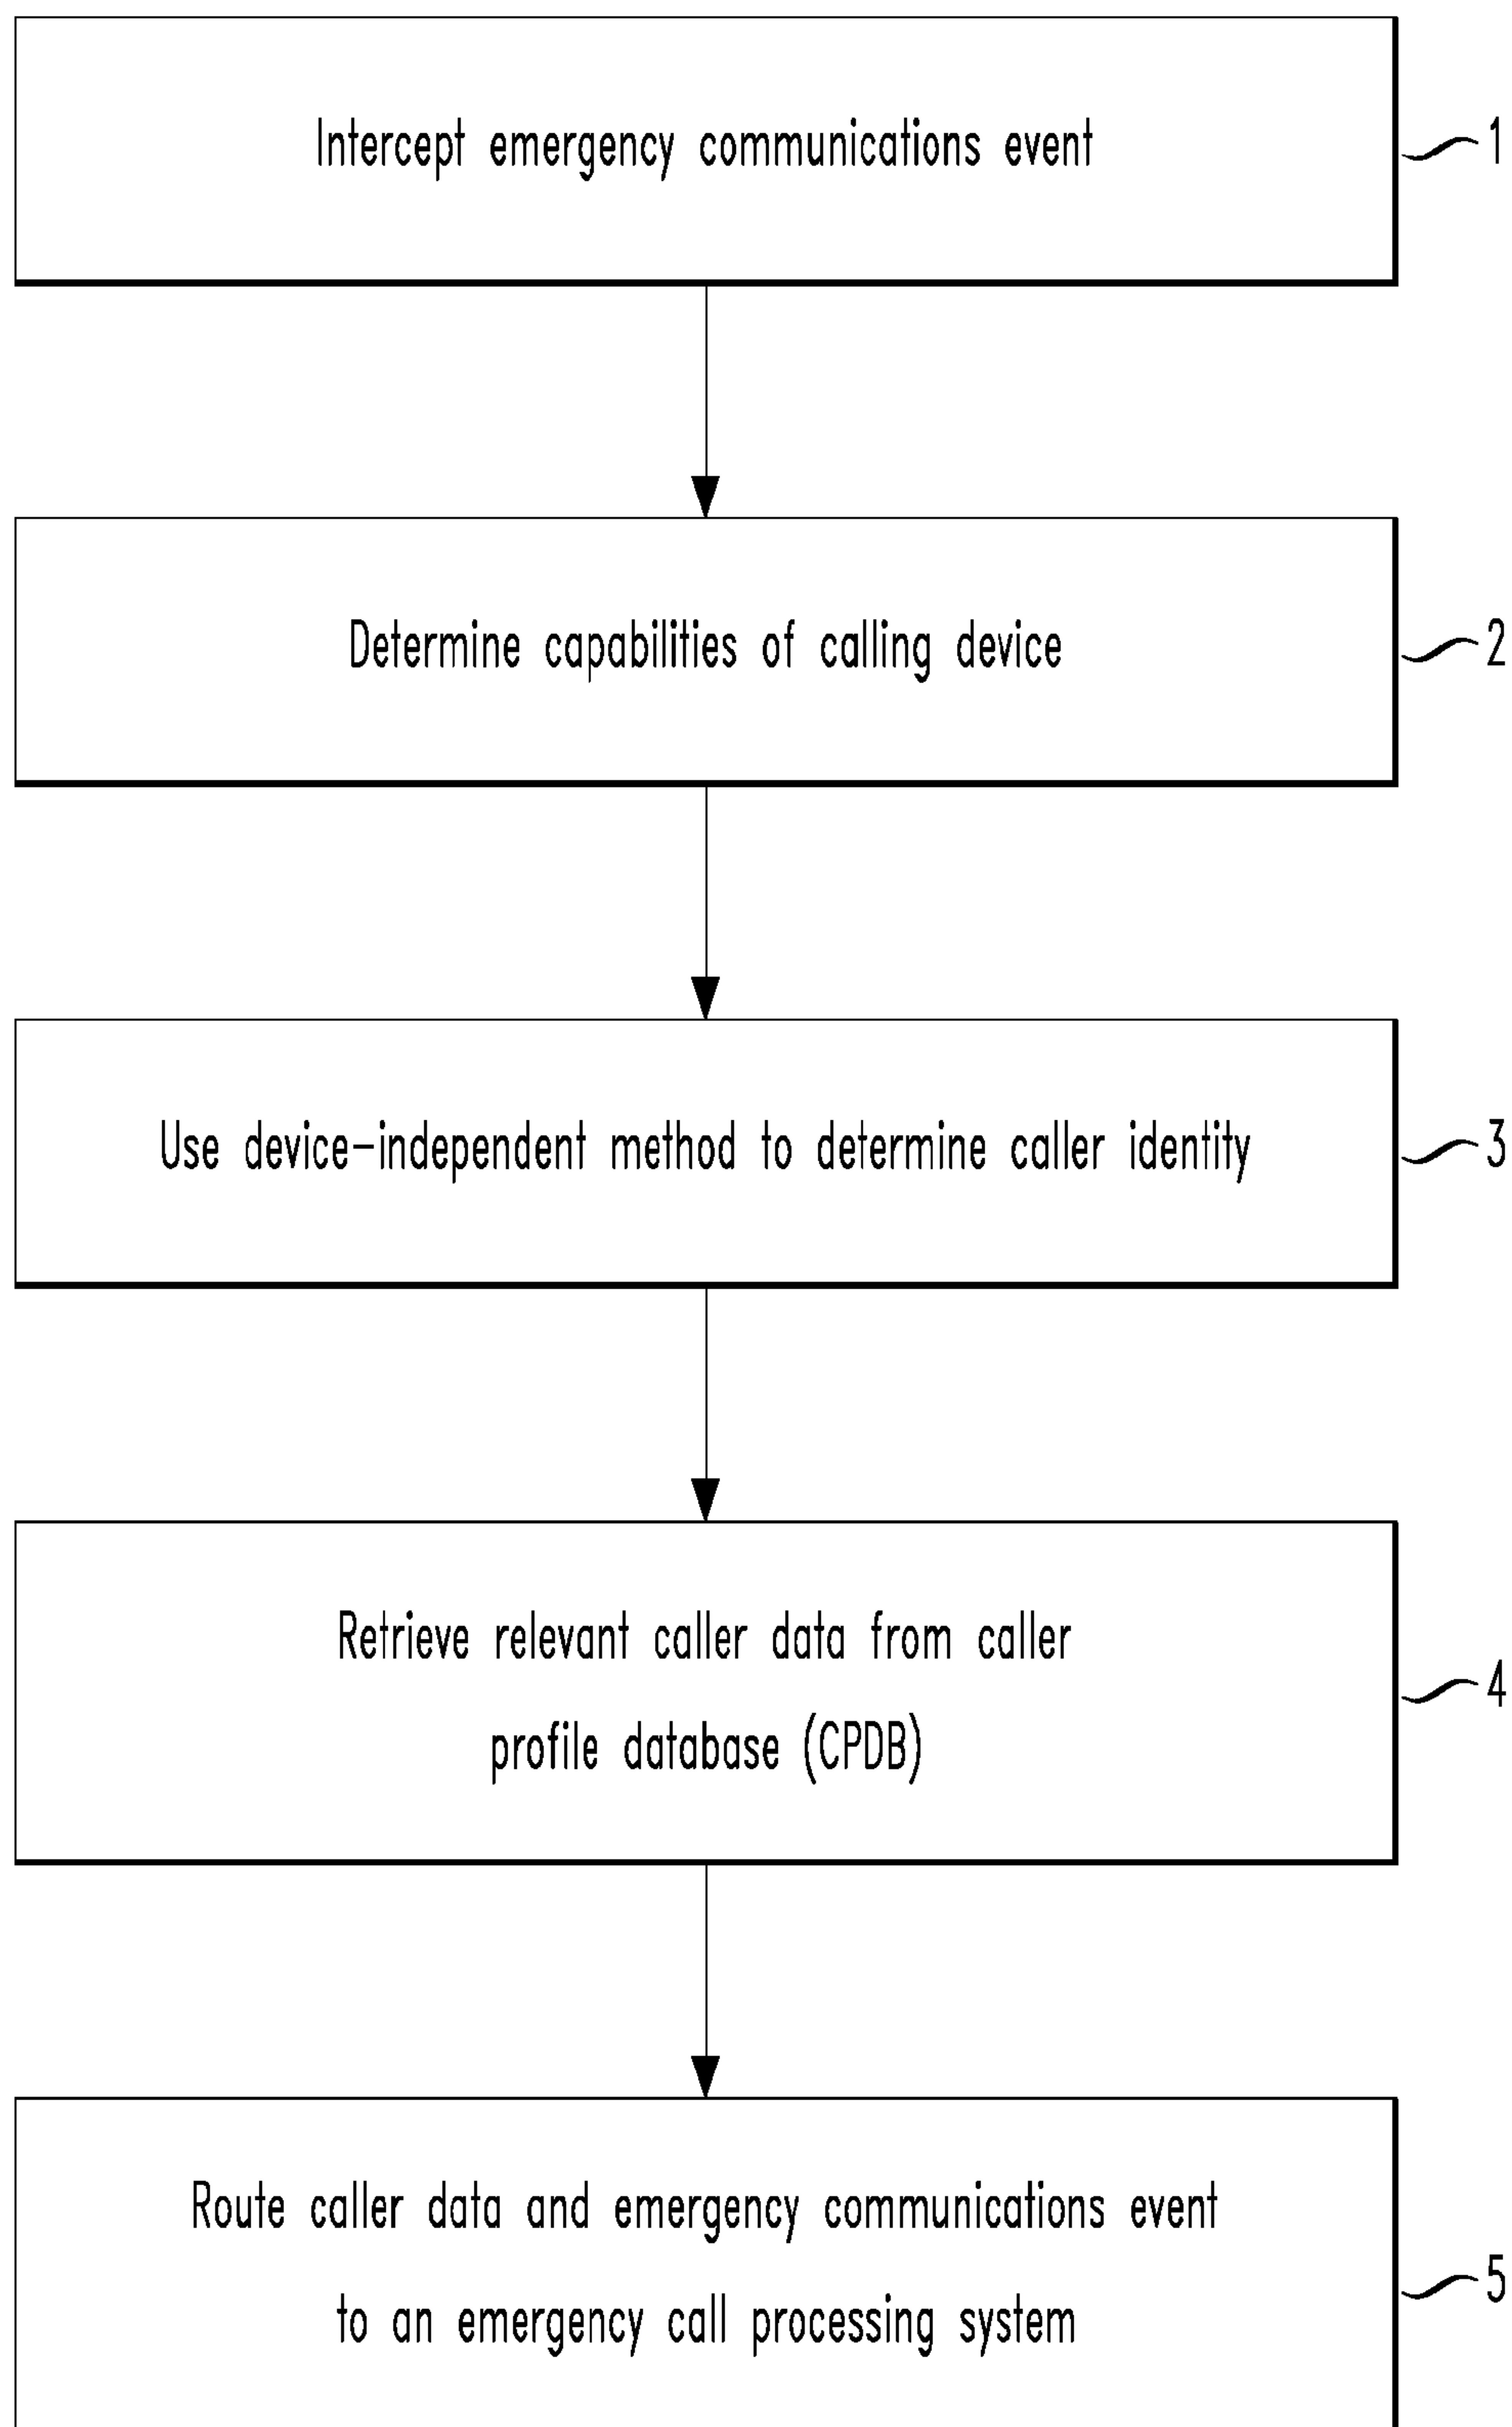 Intercept emergency communications event
1
Determine capabilities of calling device
2
Use device-independent method to determine caller identity
3
Retrieve relevant caller data from caller
profile database (CPDB)
4
Route caller data and emergency communications event
to an emergency call processing system
5